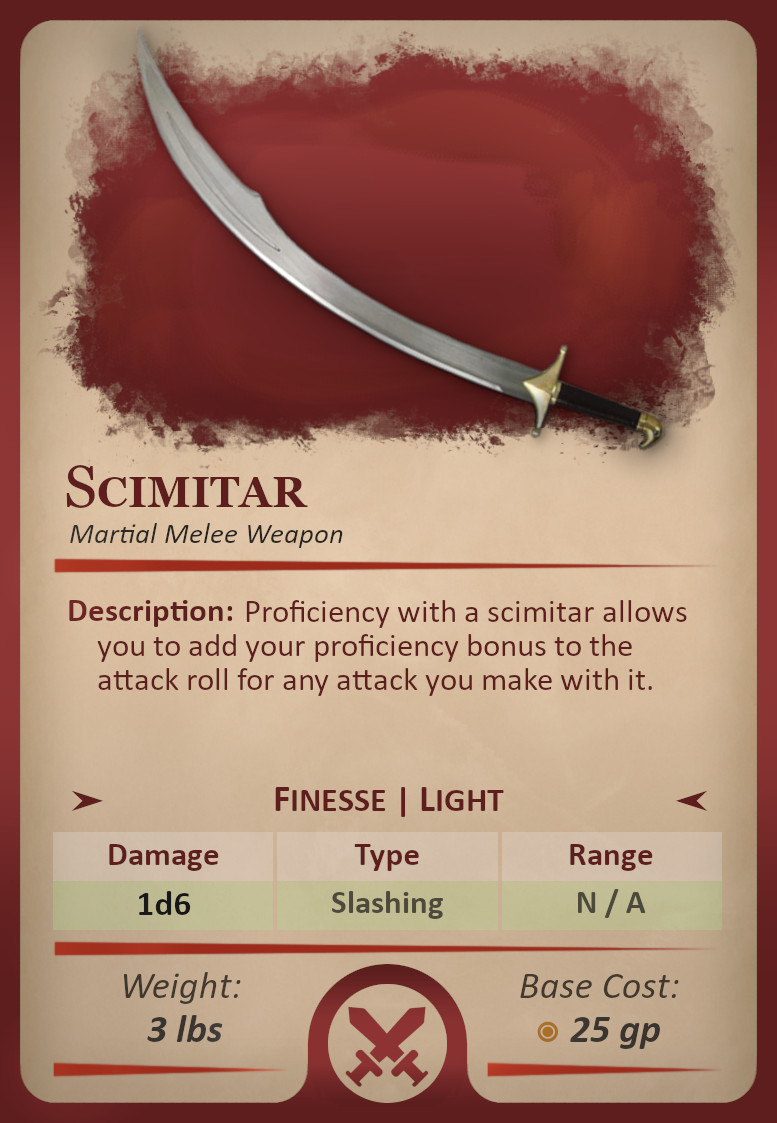 Scimitar
Martial Melee Weapon
Description: Proficiency with a scimitar allows
you to add your proficiency bonus to the
attack roll for any attack you make with it.
Finesse | Light
Damage Type Range
1d6 Slashing N / A
Weight: Base Cost:
3 lbs 25 gp